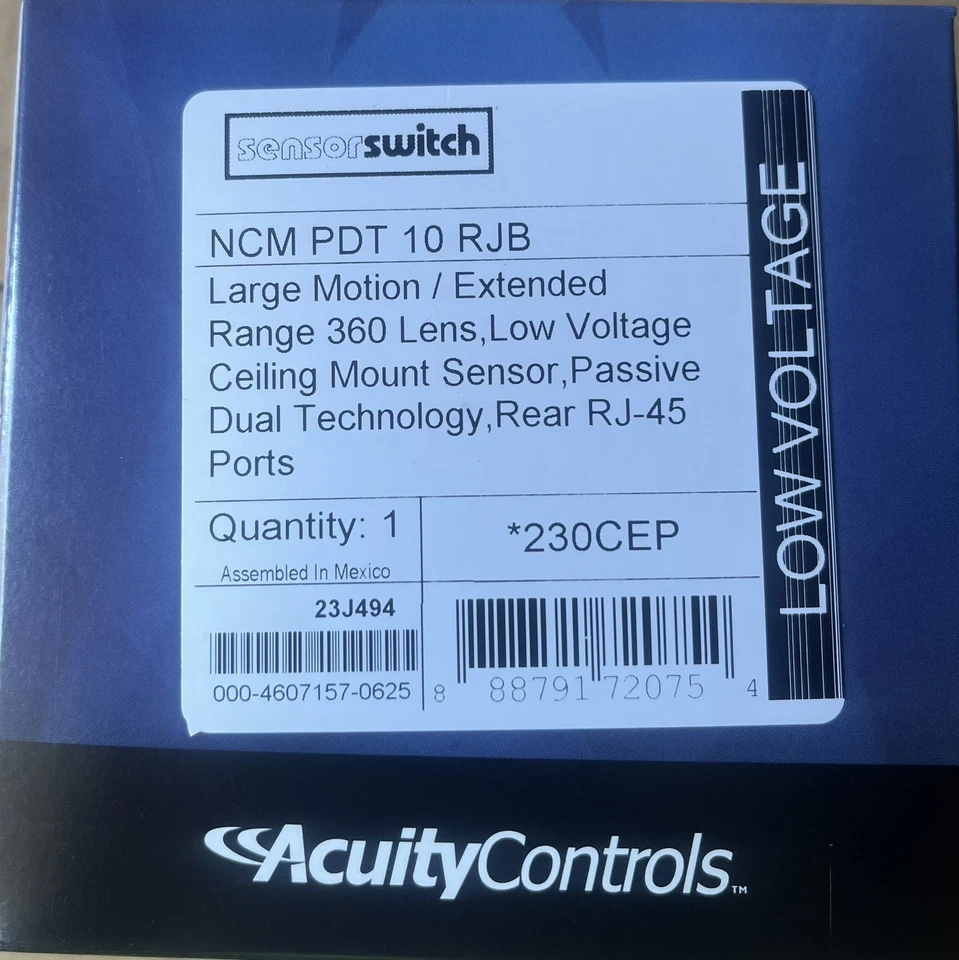 sensorswitch
NCM PDT 10 RJB
Large Motion / Extended
Range 360 Lens,Low Voltage
Ceiling Mount Sensor,Passive
Dual Technology,Rear RJ-45
Ports
Quantity: 1
Assembled In Mexico
*230CEP
23J494
000-4607157-0625
8 88791 72075 4
LOW VOLTAGE
AcuityControls™